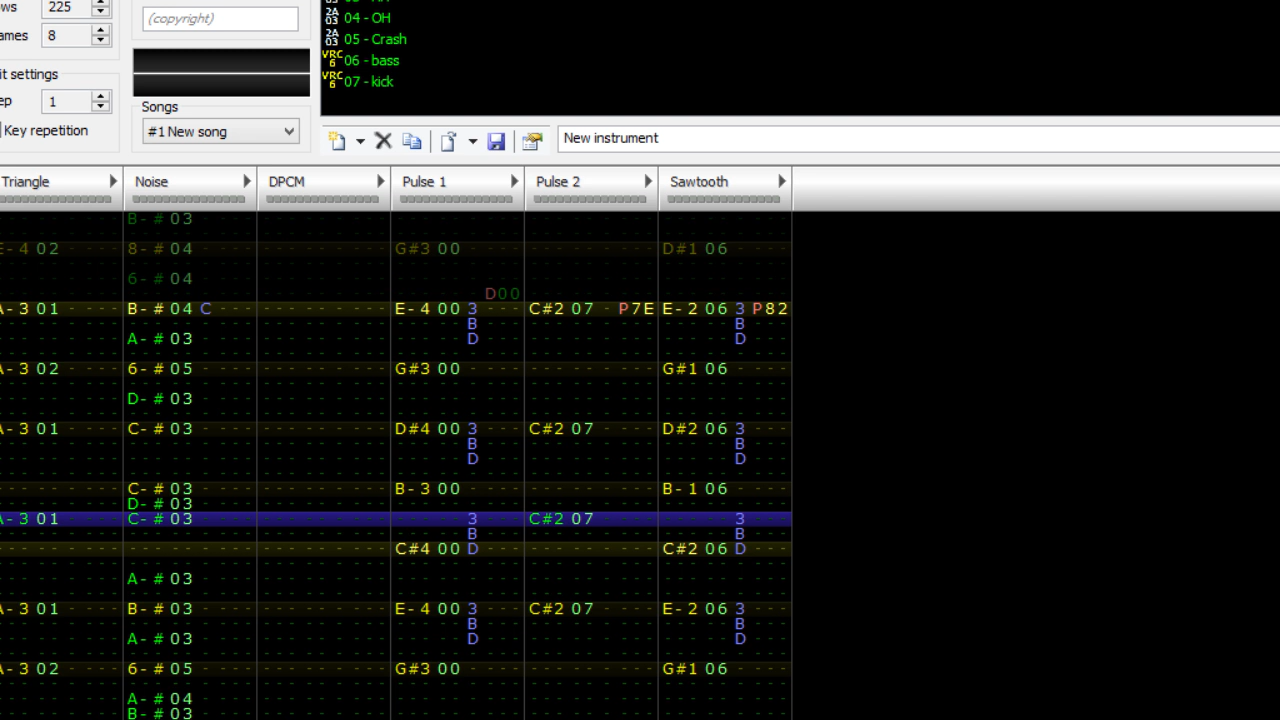 ws 225
ames 8
it settings
ep 1
Key repetition
(copyright)
Songs
#1 New song
2A03 04 - OH
2A03 05 - Crash
VRC6 06 - bass
VRC6 07 - kick
New instrument
Triangle Noise DPCM Pulse 1 Pulse 2 Sawtooth
B-# 03
E-4 02 8-# 04 G#3 00 D#1 06
6-# 04
D00
A-3 01 B-# 04 C E-4 00 3 C#2 07 P7E E-2 06 3 P82
B B
A-# 03 D D
A-3 02 6-# 05 G#3 00 G#1 06
D-# 03
A-3 01 C-# 03 D#4 00 3 C#2 07 D#2 06 3
B B
D D
C-# 03 B-3 00 B-1 06
D-# 03
A-3 01 C-# 03 3 C#2 07 3
B B
C#4 00 D C#2 06 D
A-# 03
A-3 01 B-# 03 E-4 00 3 C#2 07 E-2 06 3
B B
A-# 03 D D
A-3 02 6-# 05 G#3 00 G#1 06
A-# 04
B-# 03